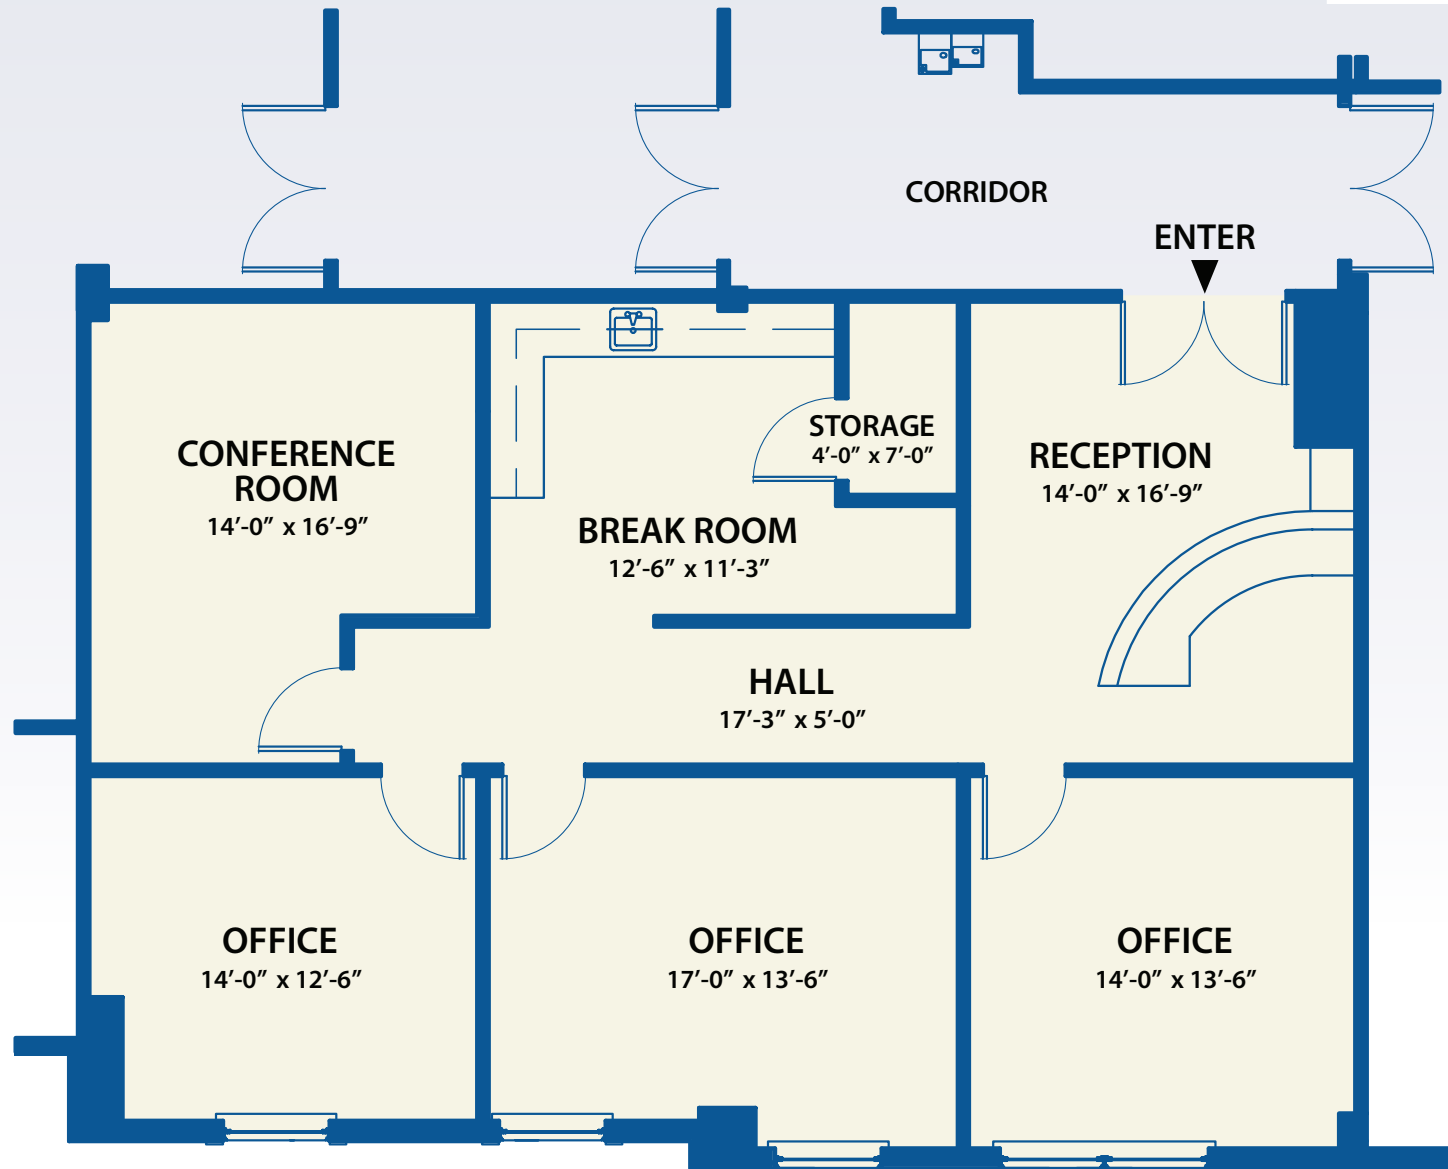 CORRIDOR
ENTER
CONFERENCE
ROOM
14′-0″ x 16′-9″
STORAGE
4′-0″ x 7′-0″
RECEPTION
14′-0″ x 16′-9″
BREAK ROOM
12′-6″ x 11′-3″
HALL
17′-3″ x 5′-0″
OFFICE
14′-0″ x 12′-6″
OFFICE
17′-0″ x 13′-6″
OFFICE
14′-0″ x 13′-6″